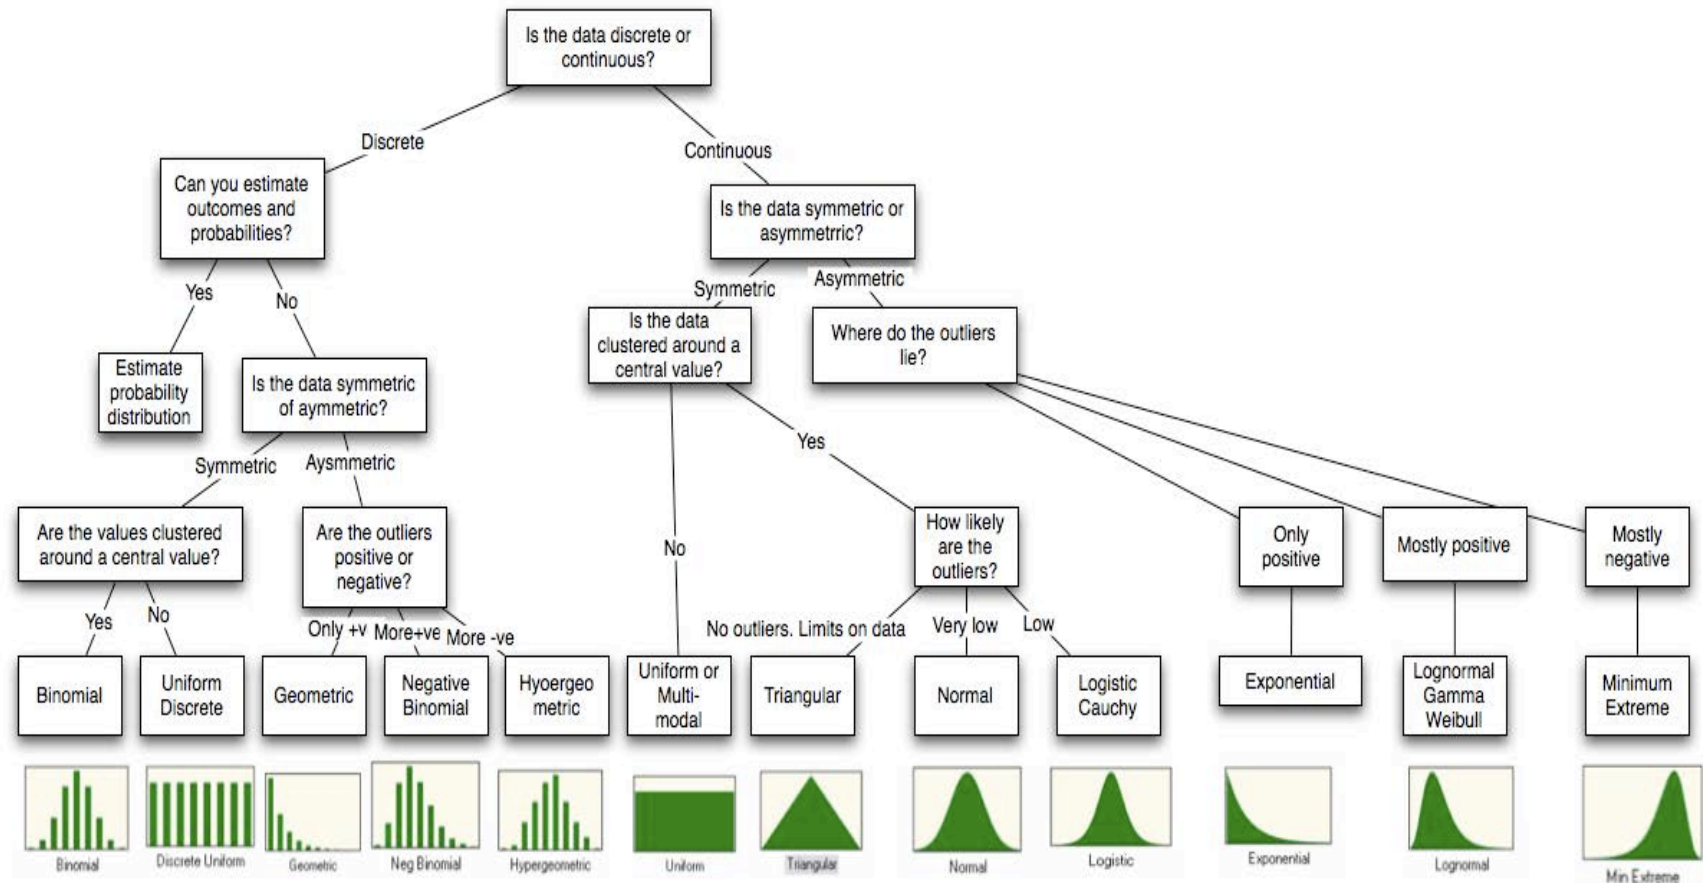 Is the data discrete or
continuous?
Discrete
Continuous
Can you estimate
outcomes and
probabilities?
Is the data symmetric or
asymmetrric?
Yes
No
Symmetric
Asymmetric
Estimate
probability
distribution
Is the data symmetric
of aymmetric?
Is the data
clustered around a
central value?
Where do the outliers
lie?
Symmetric
Aysmmetric
Yes
No
Are the values clustered
around a central value?
Are the outliers
positive or
negative?
How likely
are the
outliers?
Only
positive
Mostly positive
Mostly
negative
Yes
No
Only +v
More+ve
More -ve
No outliers. Limits on data
Very low
Low
Binomial
Uniform
Discrete
Geometric
Negative
Binomial
Hyoergeo
metric
Uniform or
Multi-
modal
Triangular
Normal
Logistic
Cauchy
Exponential
Lognormal
Gamma
Weibull
Minimum
Extreme
Binomial
Discrete Uniform
Geometric
Neg Binomial
Hypergeometric
Uniform
Triangular
Normal
Logistic
Exponential
Lognormal
Min Extreme